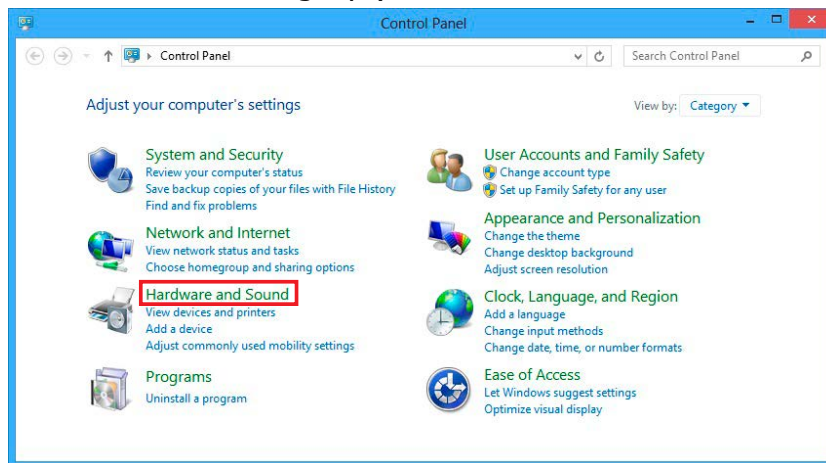 Control Panel
Control Panel
Search Control Panel
Adjust your computer's settings
View by: Category
System and Security
Review your computer's status
Save backup copies of your files with File History
Find and fix problems
Network and Internet
View network status and tasks
Choose homegroup and sharing options
Hardware and Sound
View devices and printers
Add a device
Adjust commonly used mobility settings
Programs
Uninstall a program
User Accounts and Family Safety
Change account type
Set up Family Safety for any user
Appearance and Personalization
Change the theme
Change desktop background
Adjust screen resolution
Clock, Language, and Region
Add a language
Change input methods
Change date, time, or number formats
Ease of Access
Let Windows suggest settings
Optimize visual display